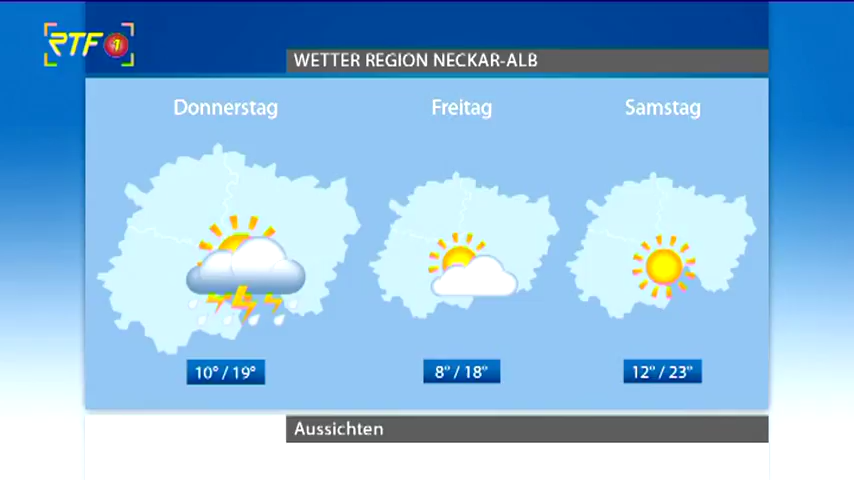 RTF 1
WETTER REGION NECKAR-ALB
Donnerstag
Freitag
Samstag
10° / 19°
8° / 18°
12° / 23°
Aussichten